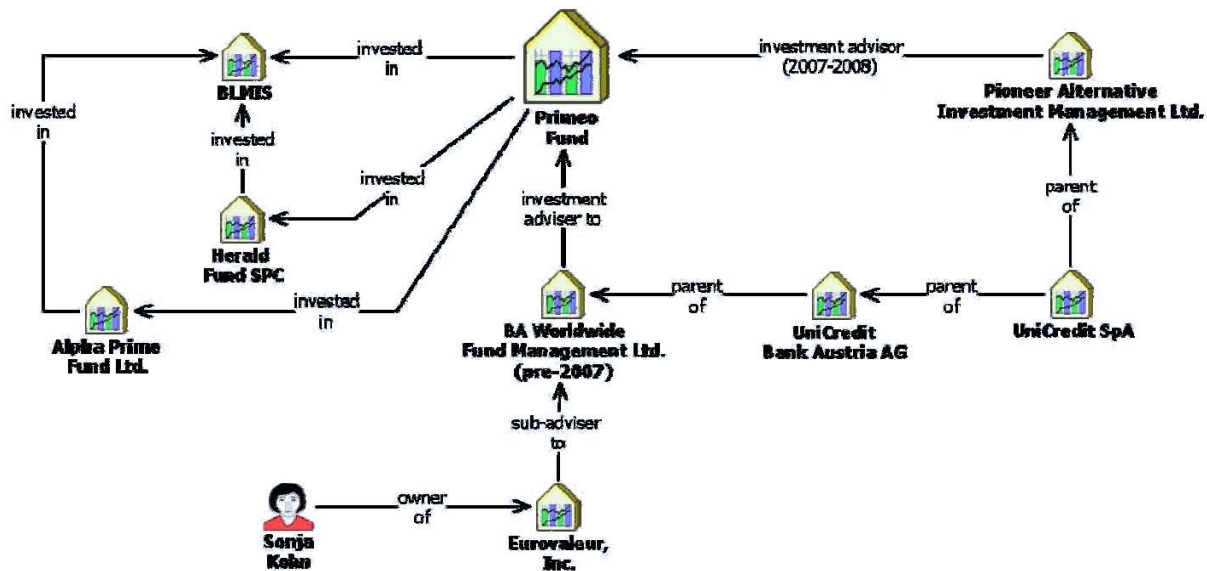 invested
in
BLMIS
invested
in
invested
in
Herald
Fund SPC
Alpha Prime
Fund Ltd.
Primeo
Fund
invested
in
invested
in
investment advisor
(2007-2008)
Pioneer Alternative
Investment Management Ltd.
parent
of
investment
adviser to
BA Worldwide
Fund Management Ltd.
(pre-2007)
parent
of
UniCredit
Bank Austria AG
parent
of
UniCredit SpA
sub-adviser
to
Sonja
Kohn
owner
of
Eurovaleur,
Inc.